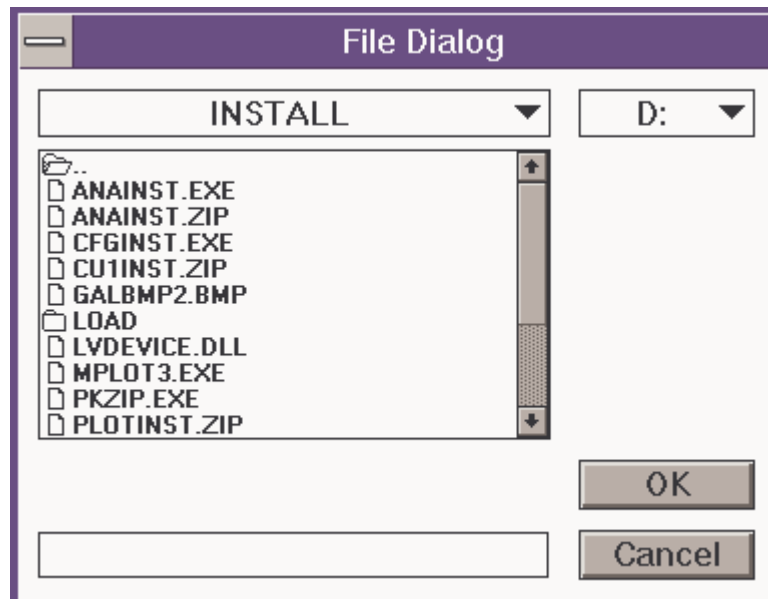 File Dialog
INSTALL
D:
..
ANAINST.EXE
ANAINST.ZIP
CFGINST.EXE
CU1INST.ZIP
GALBMP2.BMP
LOAD
LVDEVICE.DLL
MPLOT3.EXE
PKZIP.EXE
PLOTINST.ZIP
OK
Cancel